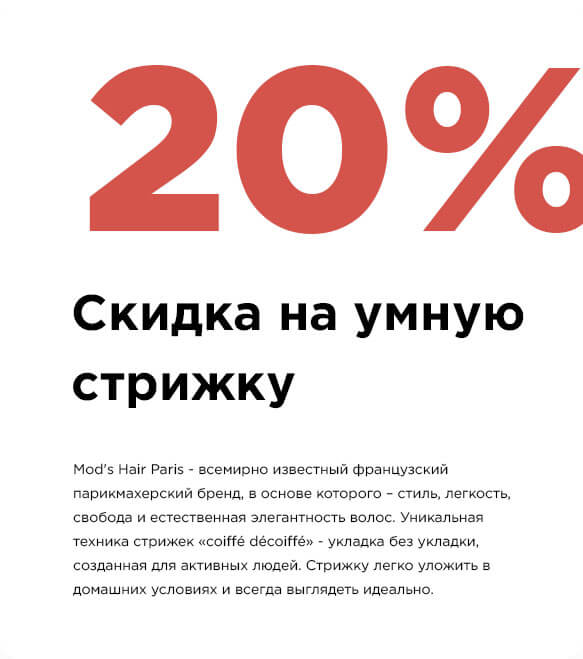 20%
Скидка на умную
стрижку
Mod's Hair Paris - всемирно известный французский
парикмахерский бренд, в основе которого – стиль, легкость,
свобода и естественная элегантность волос. Уникальная
техника стрижек «coiffé décoiffé» - укладка без укладки,
созданная для активных людей. Стрижку легко уложить в
домашних условиях и всегда выглядеть идеально.